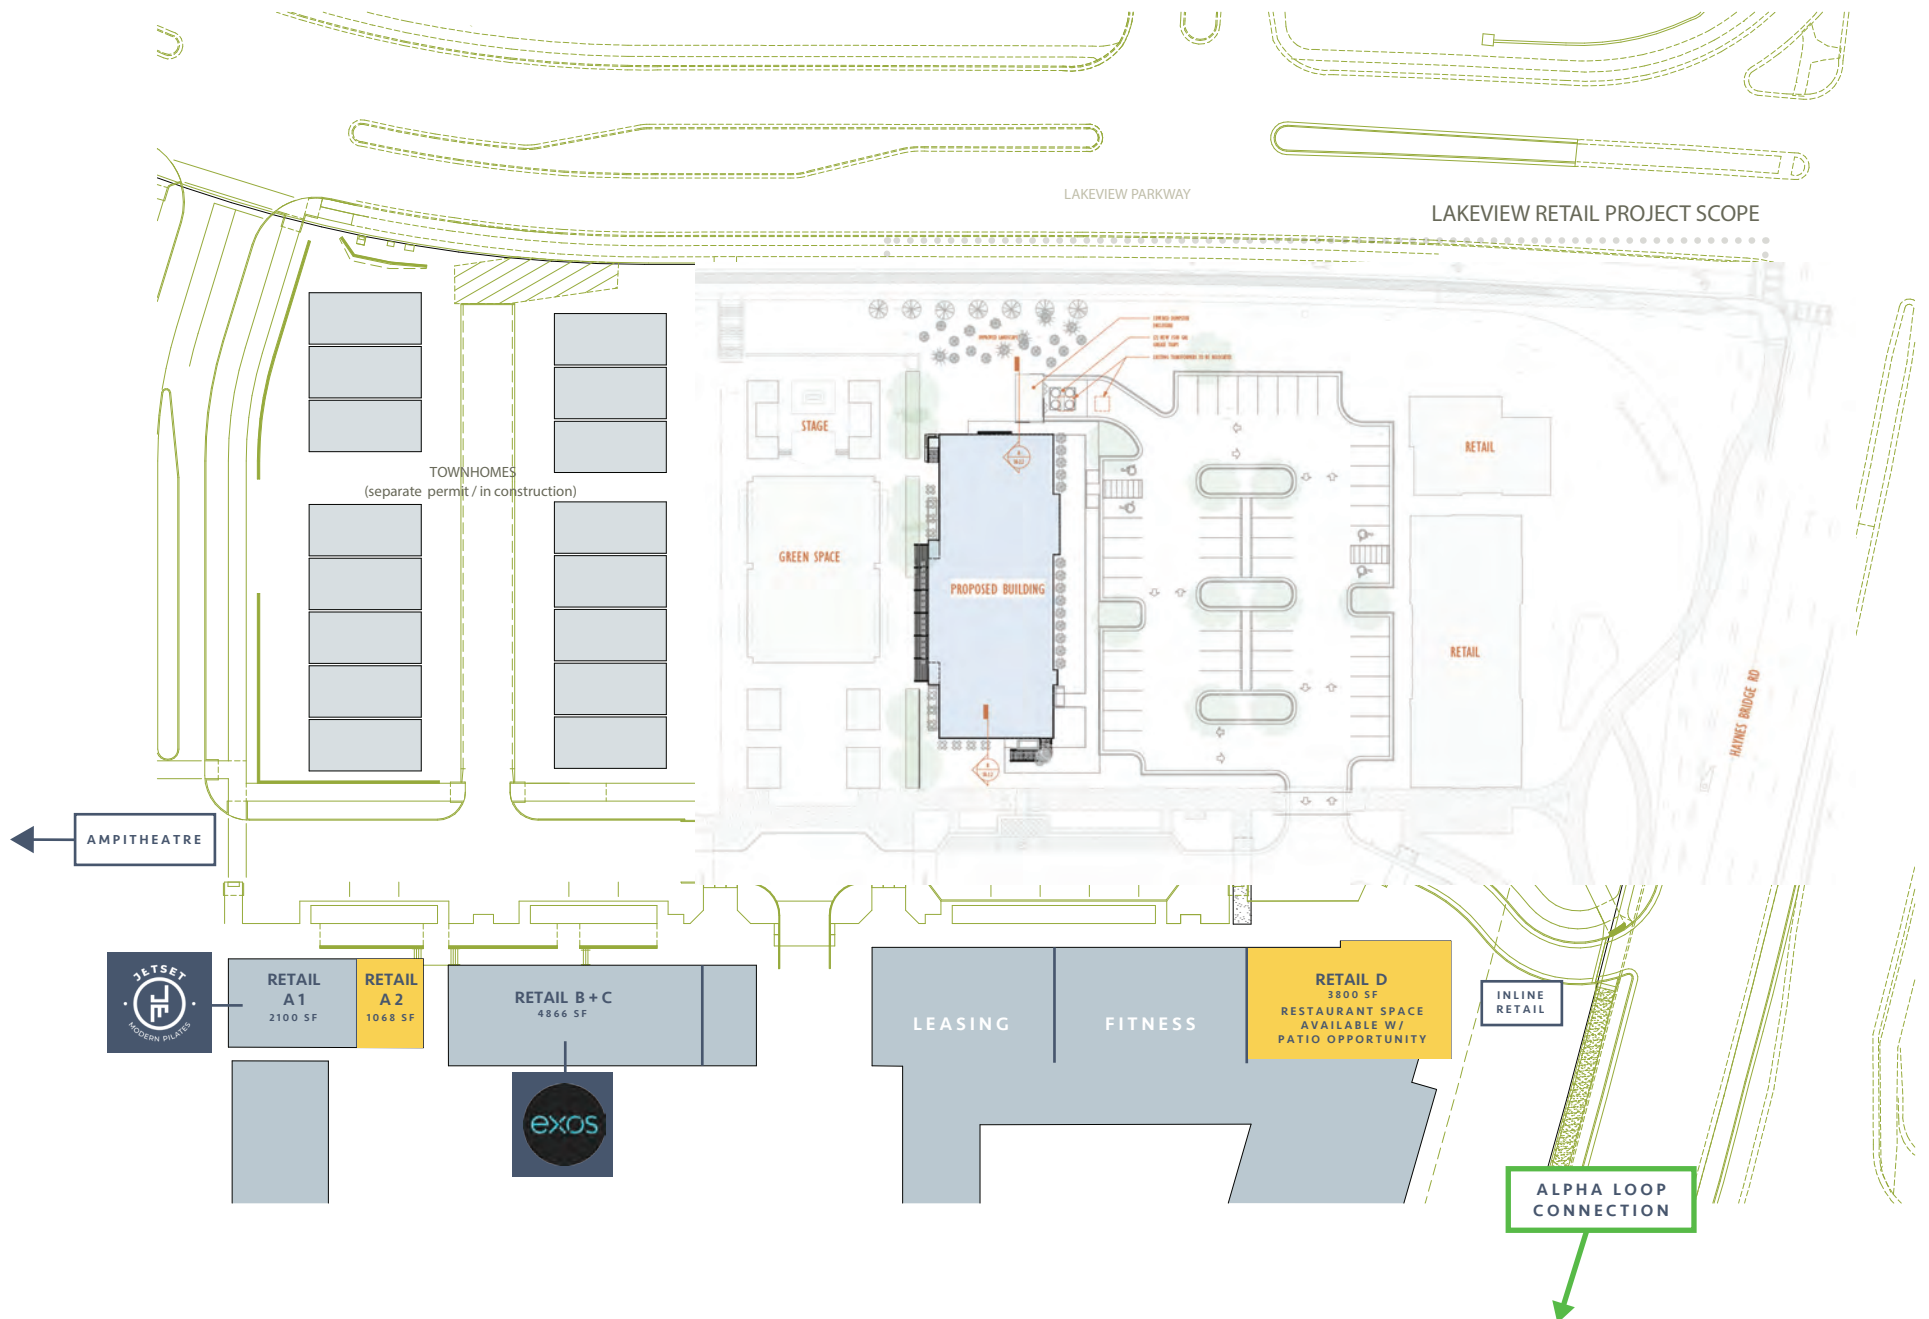 LAKEVIEW PARKWAY
LAKEVIEW RETAIL PROJECT SCOPE
STAGE
RETAIL
TOWNHOMES
(separate permit / in construction)
GREEN SPACE
PROPOSED BUILDING
RETAIL
HAYNES BRIDGE RD
AMPITHEATRE
JETSET
MODERN PILATES
RETAIL
A 1
2100 SF
RETAIL
A 2
1068 SF
RETAIL B + C
4866 SF
exos
LEASING
FITNESS
RETAIL D
3800 SF
RESTAURANT SPACE
AVAILABLE W/
PATIO OPPORTUNITY
INLINE
RETAIL
ALPHA LOOP
CONNECTION